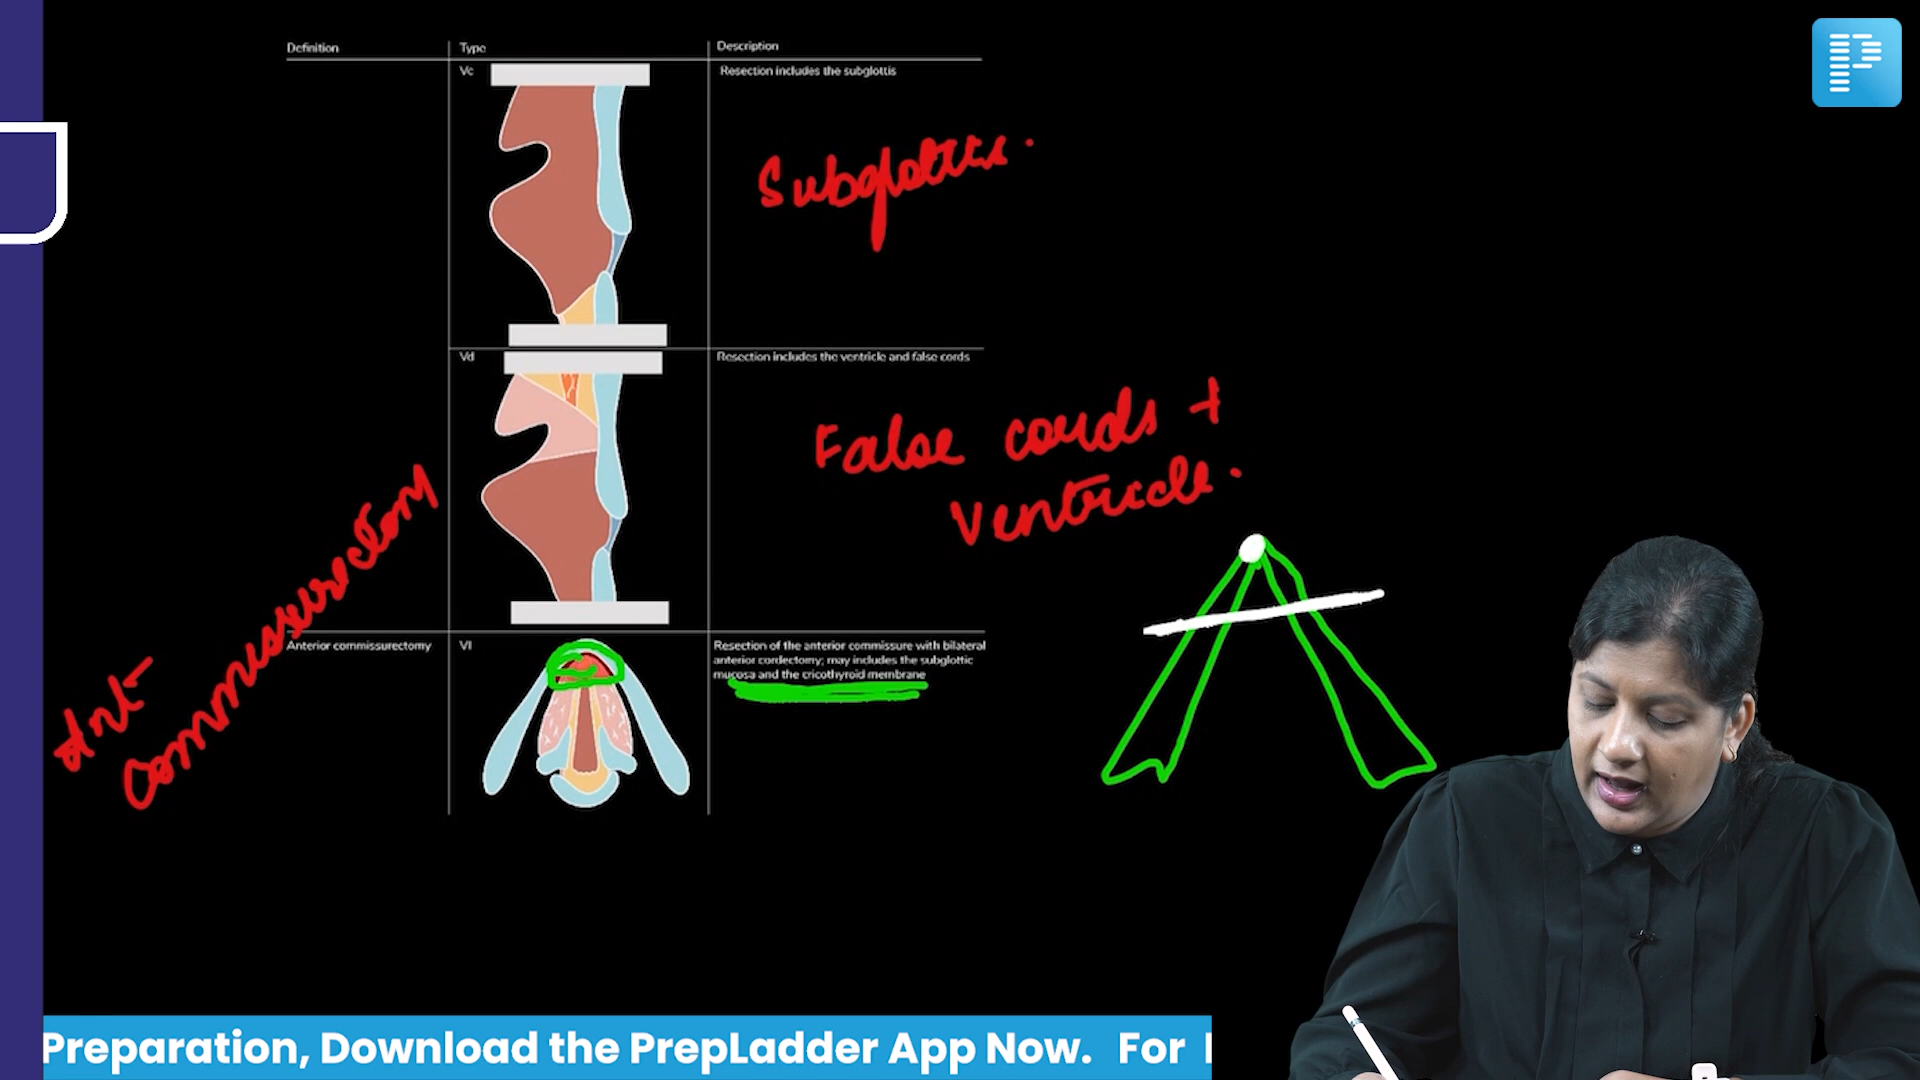 Definition
Type
Description
Vc
Resection includes the subglottis
Subglottis.
Vd
Resection includes the ventricle and false cords
False cords +
Ventricle.
Ant
Commissurectomy
Anterior commissurectomy
VI
Resection of the anterior commissure with bilateral
anterior cordectomy; may includes the subglottic
mucosa and the cricothyroid membrane
Preparation, Download the PrepLadder App Now. For